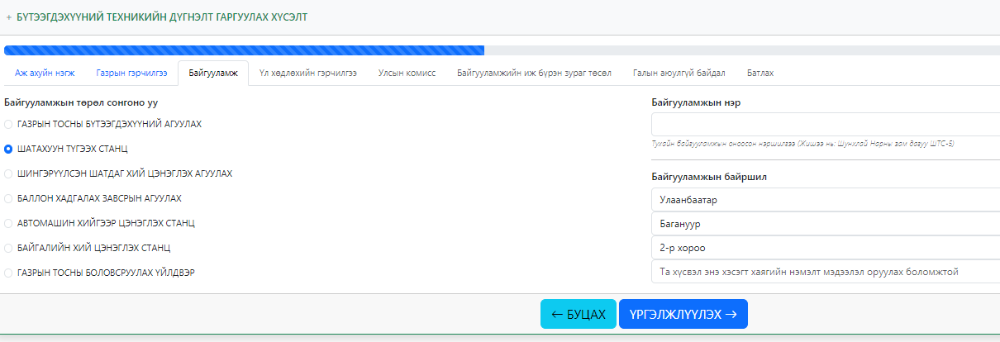 + БҮТЭЭГДЭХҮҮНИЙ ТЕХНИКИЙН ДҮГНЭЛТ ГАРГУУЛАХ ХҮСЭЛТ
Аж ахуйн нэгж Газрын гэрчилгээ Байгууламж Үл хөдлөхийн гэрчилгээ Улсын комисс Байгууламжийн иж бүрэн зураг төсөл Галын аюулгүй байдал Батлах
Байгууламжын төрөл сонгоно уу
ГАЗРЫН ТОСНЫ БҮТЭЭГДЭХҮҮНИЙ АГУУЛАХ
ШАТАХУУН ТҮГЭЭХ СТАНЦ
ШИНГЭРҮҮЛСЭН ШАТДАГ ХИЙ ЦЭНЭГЛЭХ АГУУЛАХ
БАЛЛОН ХАДГАЛАХ ЗАВСРЫН АГУУЛАХ
АВТОМАШИН ХИЙГЭЭР ЦЭНЭГЛЭХ СТАНЦ
БАЙГАЛИЙН ХИЙ ЦЭНЭГЛЭХ СТАНЦ
ГАЗРЫН ТОСНЫ БОЛОВСРУУЛАХ ҮЙЛДВЭР
Байгууламжын нэр
Тухайн байгууламжын оноосон нэршилгээ (Жишээ нь: Шунхлай Нарны зам дагуу ШТС-5)
Байгууламжын байршил
Улаанбаатар
Багануур
2-р хороо
Та хүсвэл энэ хэсэгт хаягийн нэмэлт мэдээлэл оруулах боломжтой
← БУЦАХ ҮРГЭЛЖЛҮҮЛЭХ →